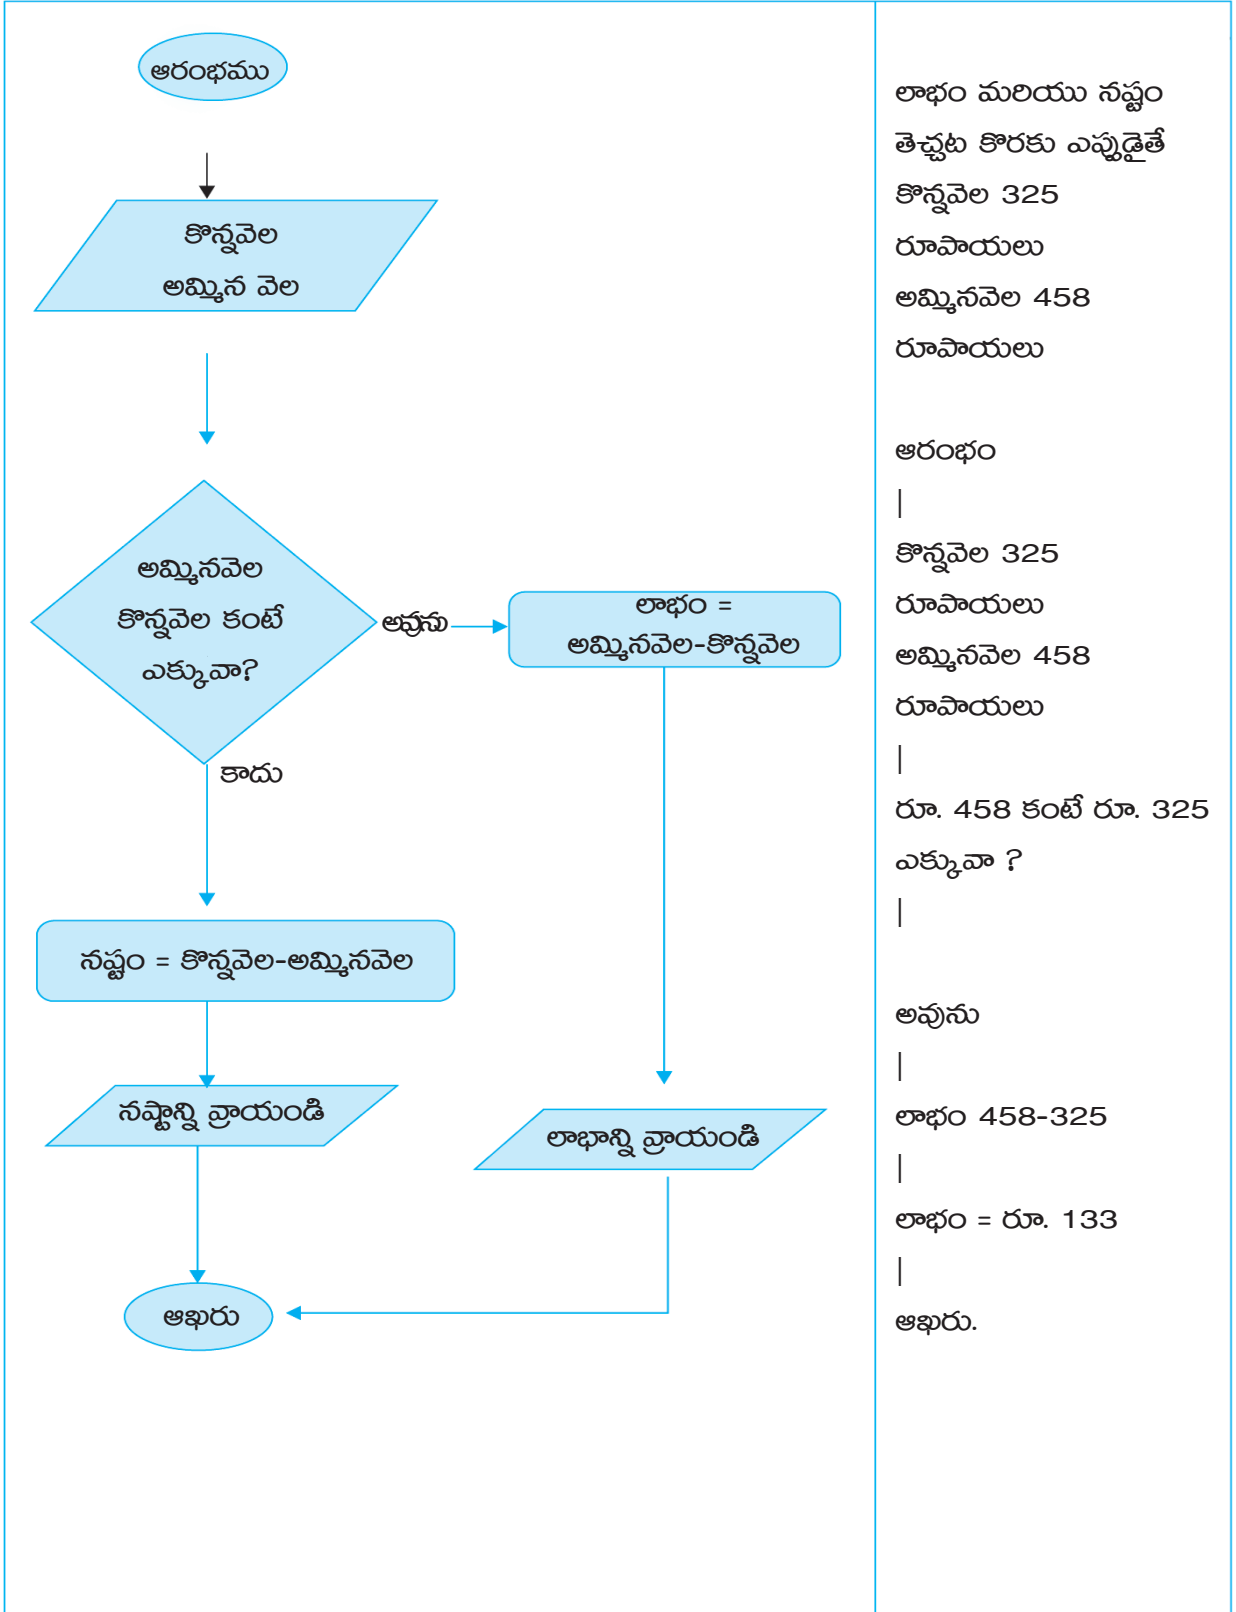 ఆరంభము
కొన్నవెల
అమ్మిన వెల
అమ్మినవెల
కొన్నవెల కంటే
ఎక్కువా?
అవును
లాభం =
అమ్మినవెల-కొన్నవెల
కాదు
నష్టం = కొన్నవెల-అమ్మినవెల
నష్టాన్ని వ్రాయండి
లాభాన్ని వ్రాయండి
ఆఖరు
లాభం మరియు నష్టం
తెచ్చట కొరకు ఎప్పుడైతే
కొన్నవెల 325
రూపాయలు
అమ్మినవెల 458
రూపాయలు
ఆరంభం
|
కొన్నవెల 325
రూపాయలు
అమ్మినవెల 458
రూపాయలు
|
రూ. 458 కంటే రూ. 325
ఎక్కువా ?
|
అవును
|
లాభం 458-325
|
లాభం = రూ. 133
|
ఆఖరు.